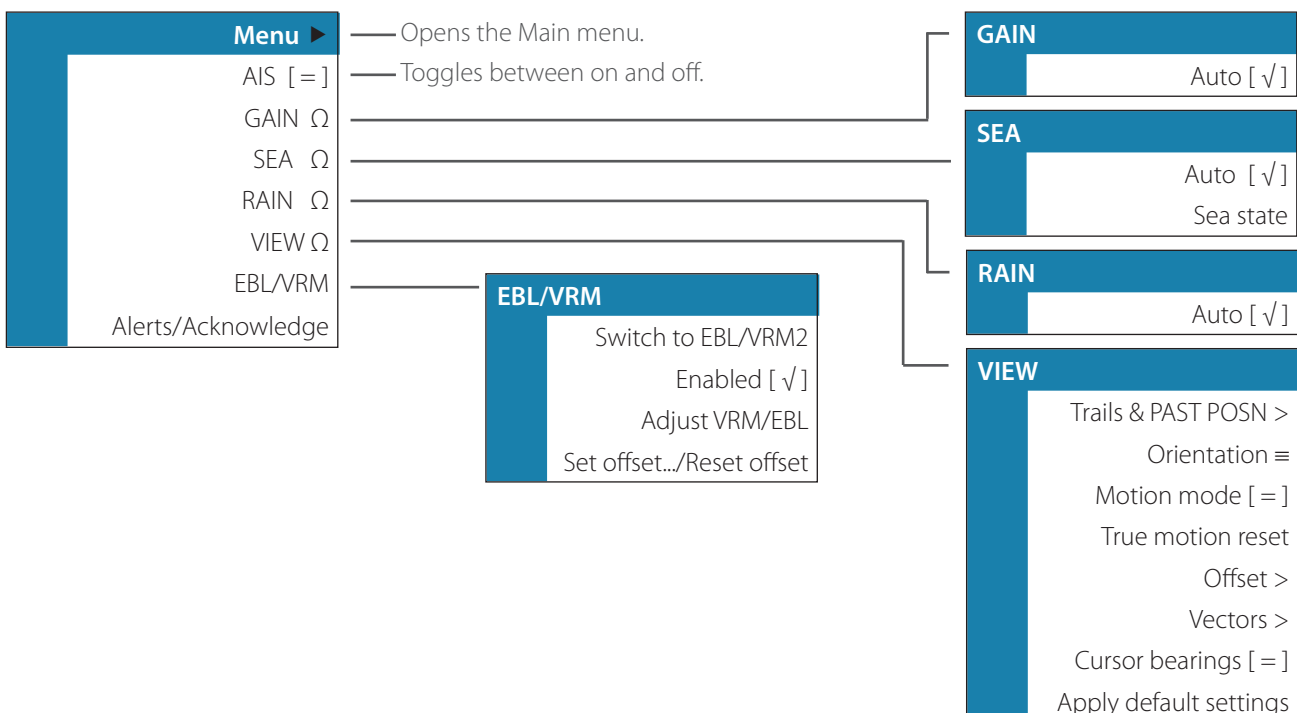 Menu ▶
Opens the Main menu.
AIS [ = ]
Toggles between on and off.
GAIN Ω
SEA Ω
RAIN Ω
VIEW Ω
EBL/VRM
Alerts/Acknowledge
EBL/VRM
Switch to EBL/VRM2
Enabled [ √ ]
Adjust VRM/EBL
Set offset.../Reset offset
GAIN
Auto [ √ ]
SEA
Auto [ √ ]
Sea state
RAIN
Auto [ √ ]
VIEW
Trails & PAST POSN >
Orientation ≡
Motion mode [ = ]
True motion reset
Offset >
Vectors >
Cursor bearings [ = ]
Apply default settings